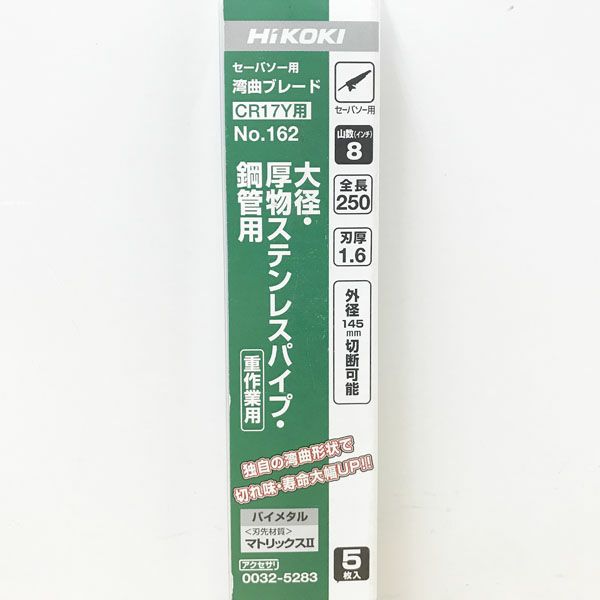 HiKOKI
セーバソー用
湾曲ブレード
CR17Y用
No.162
大径・
厚物ステンレスパイプ・
鋼管用
重作業用
独自の湾曲形状で
切れ味・寿命大幅UP!!
バイメタル
<刃先材質>
マトリックスII
アクセサ!
0032-5283
セーバソー用
山数(インチ)
8
全長
250
刃厚
1.6
外径145mm切断可能
5枚入